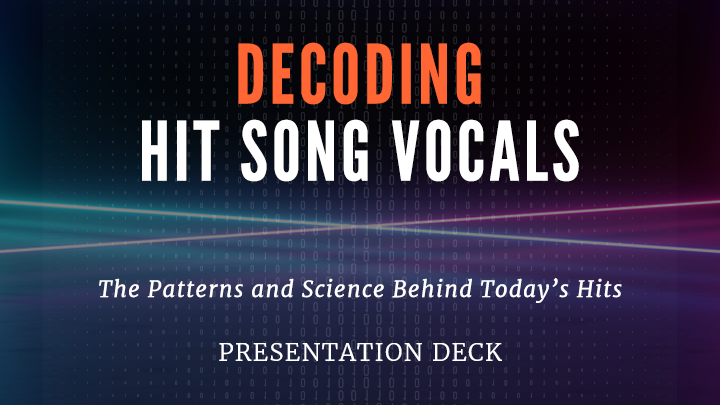 DECODING
HIT SONG VOCALS
The Patterns and Science Behind Today’s Hits
PRESENTATION DECK